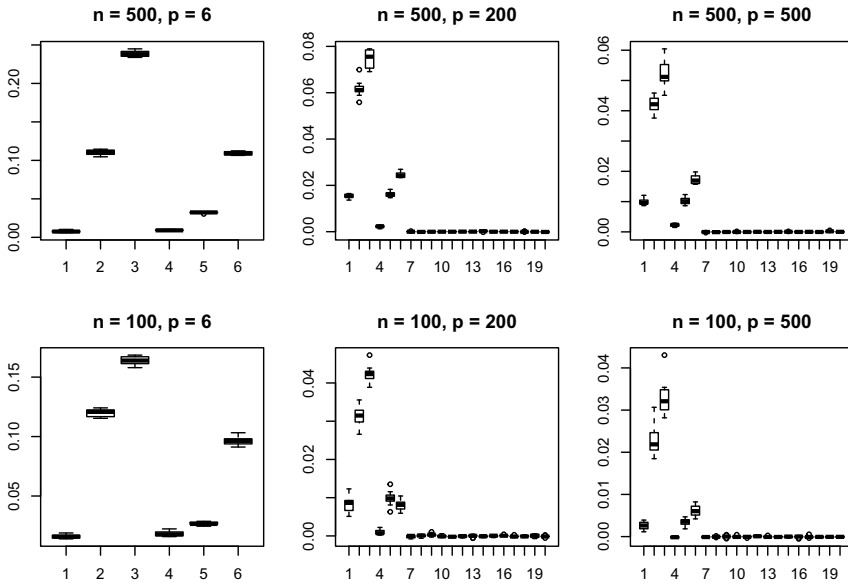 n = 500, p = 6
n = 500, p = 200
n = 500, p = 500
0.00 0.10 0.20
1 2 3 4 5 6
0.00 0.02 0.04 0.06 0.08
1 4 7 10 13 16 19
0.00 0.02 0.04 0.06
1 4 7 10 13 16 19
n = 100, p = 6
n = 100, p = 200
n = 100, p = 500
0.05 0.10 0.15
1 2 3 4 5 6
0.00 0.02 0.04
1 4 7 10 13 16 19
0.00 0.01 0.02 0.03 0.04
1 4 7 10 13 16 19